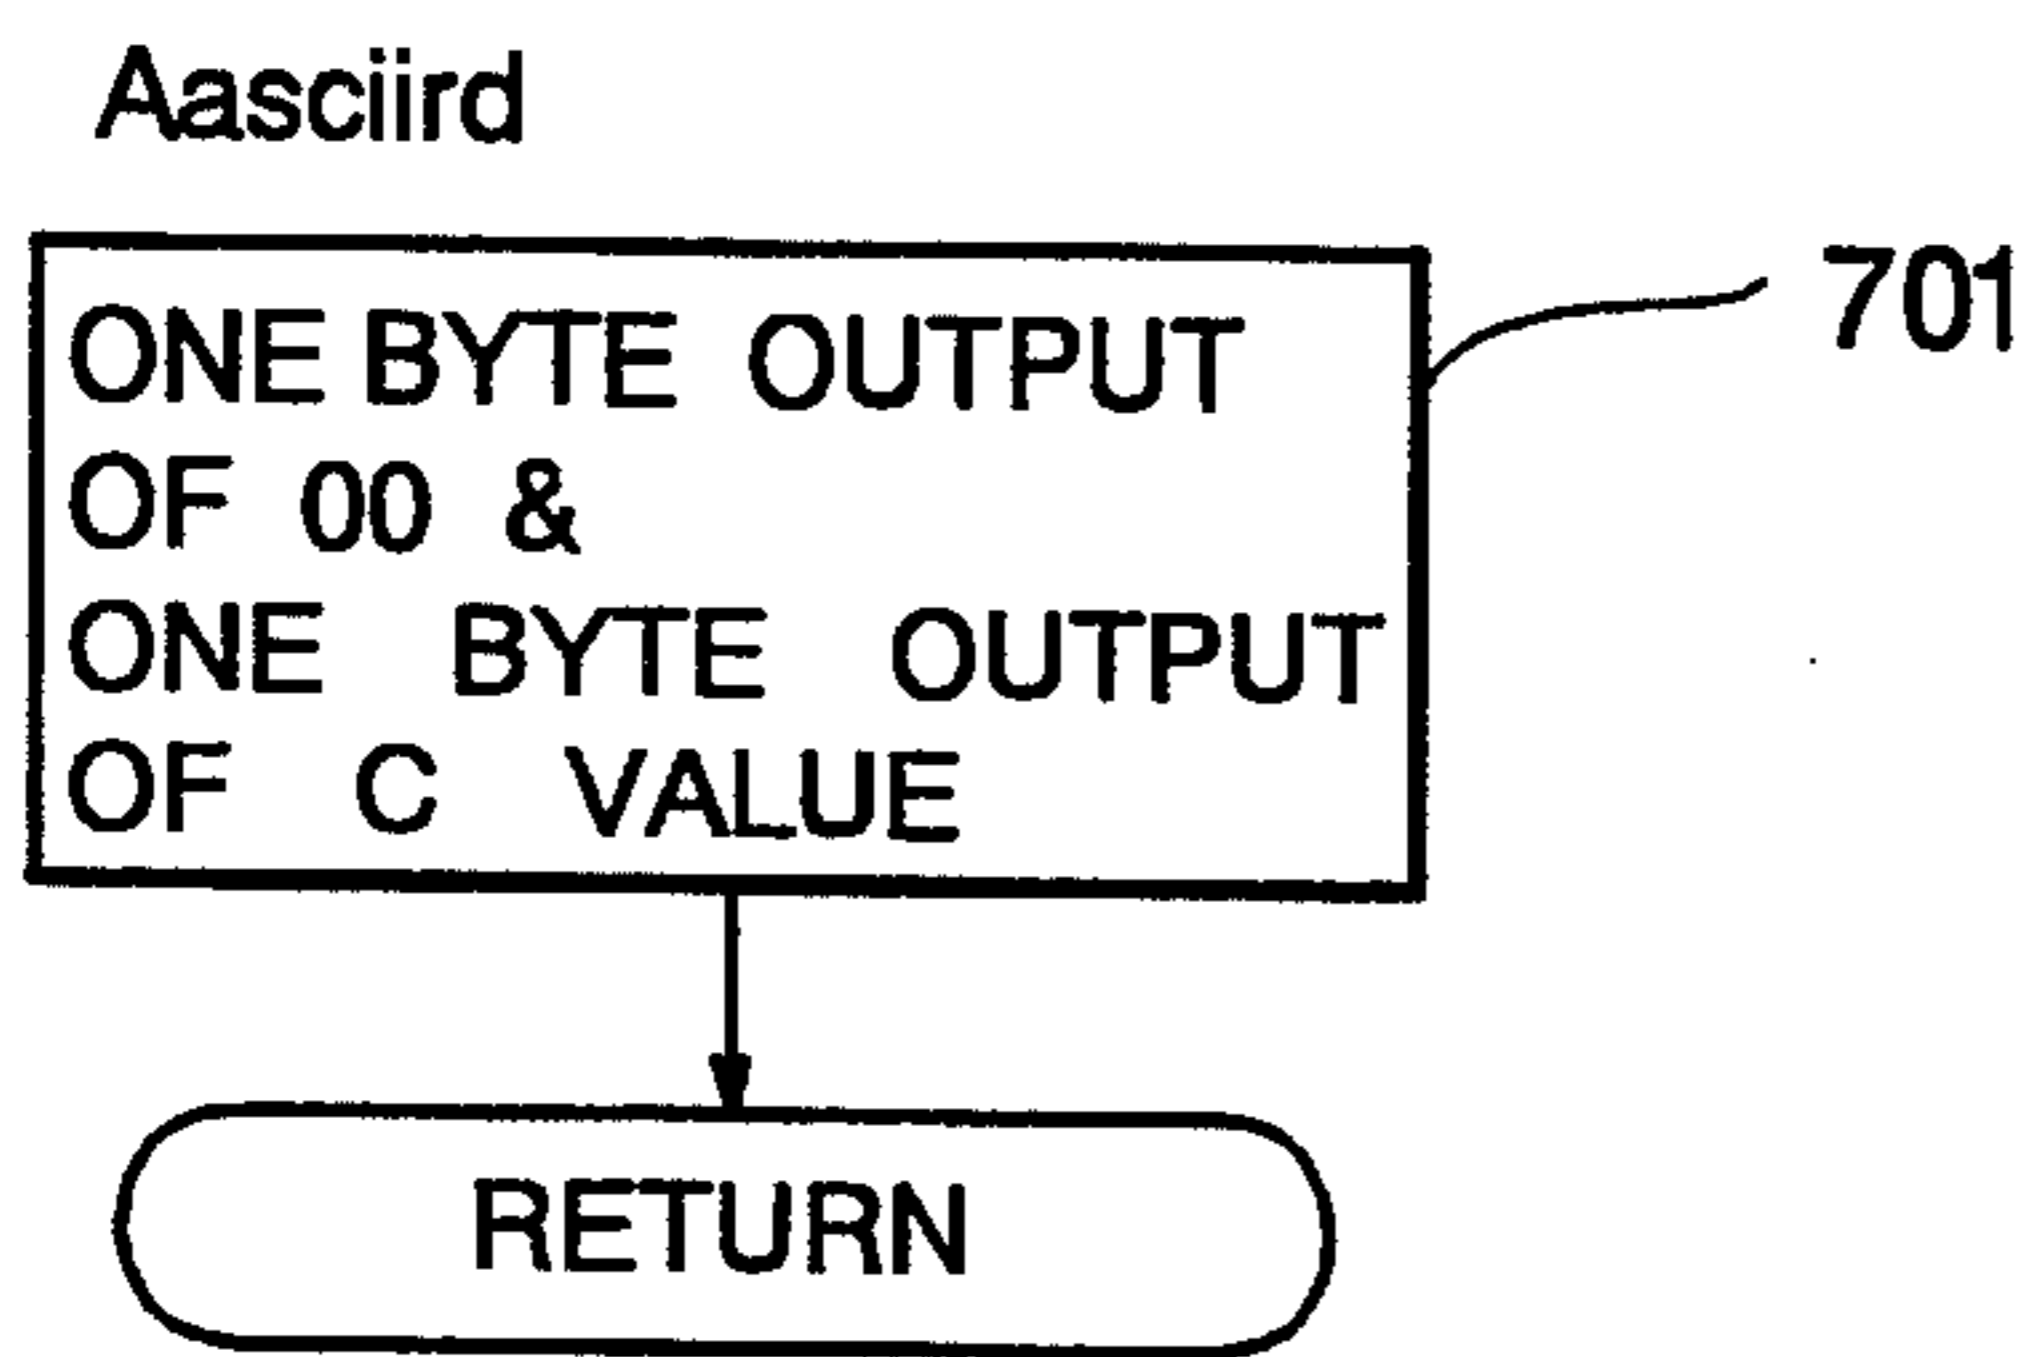 Aasciird
701
ONE BYTE OUTPUT
OF 00 &
ONE BYTE OUTPUT
OF C VALUE
RETURN